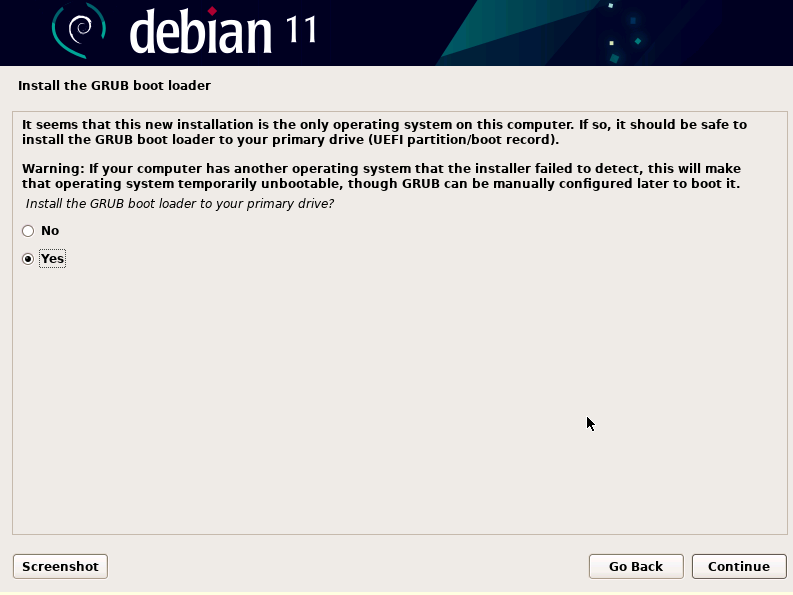 debian 11
Install the GRUB boot loader
It seems that this new installation is the only operating system on this computer. If so, it should be safe to
install the GRUB boot loader to your primary drive (UEFI partition/boot record).
Warning: If your computer has another operating system that the installer failed to detect, this will make
that operating system temporarily unbootable, though GRUB can be manually configured later to boot it.
Install the GRUB boot loader to your primary drive?
No
Yes
Screenshot
Go Back
Continue